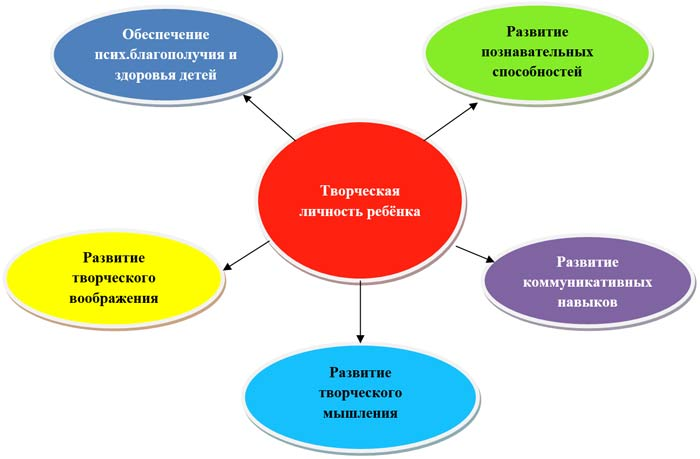 Обеспечение
псих.благополучия и
здоровья детей
Развитие
познавательных
способностей
Творческая
личность ребёнка
Развитие
творческого
воображения
Развитие
коммуникативных
навыков
Развитие
творческого
мышления